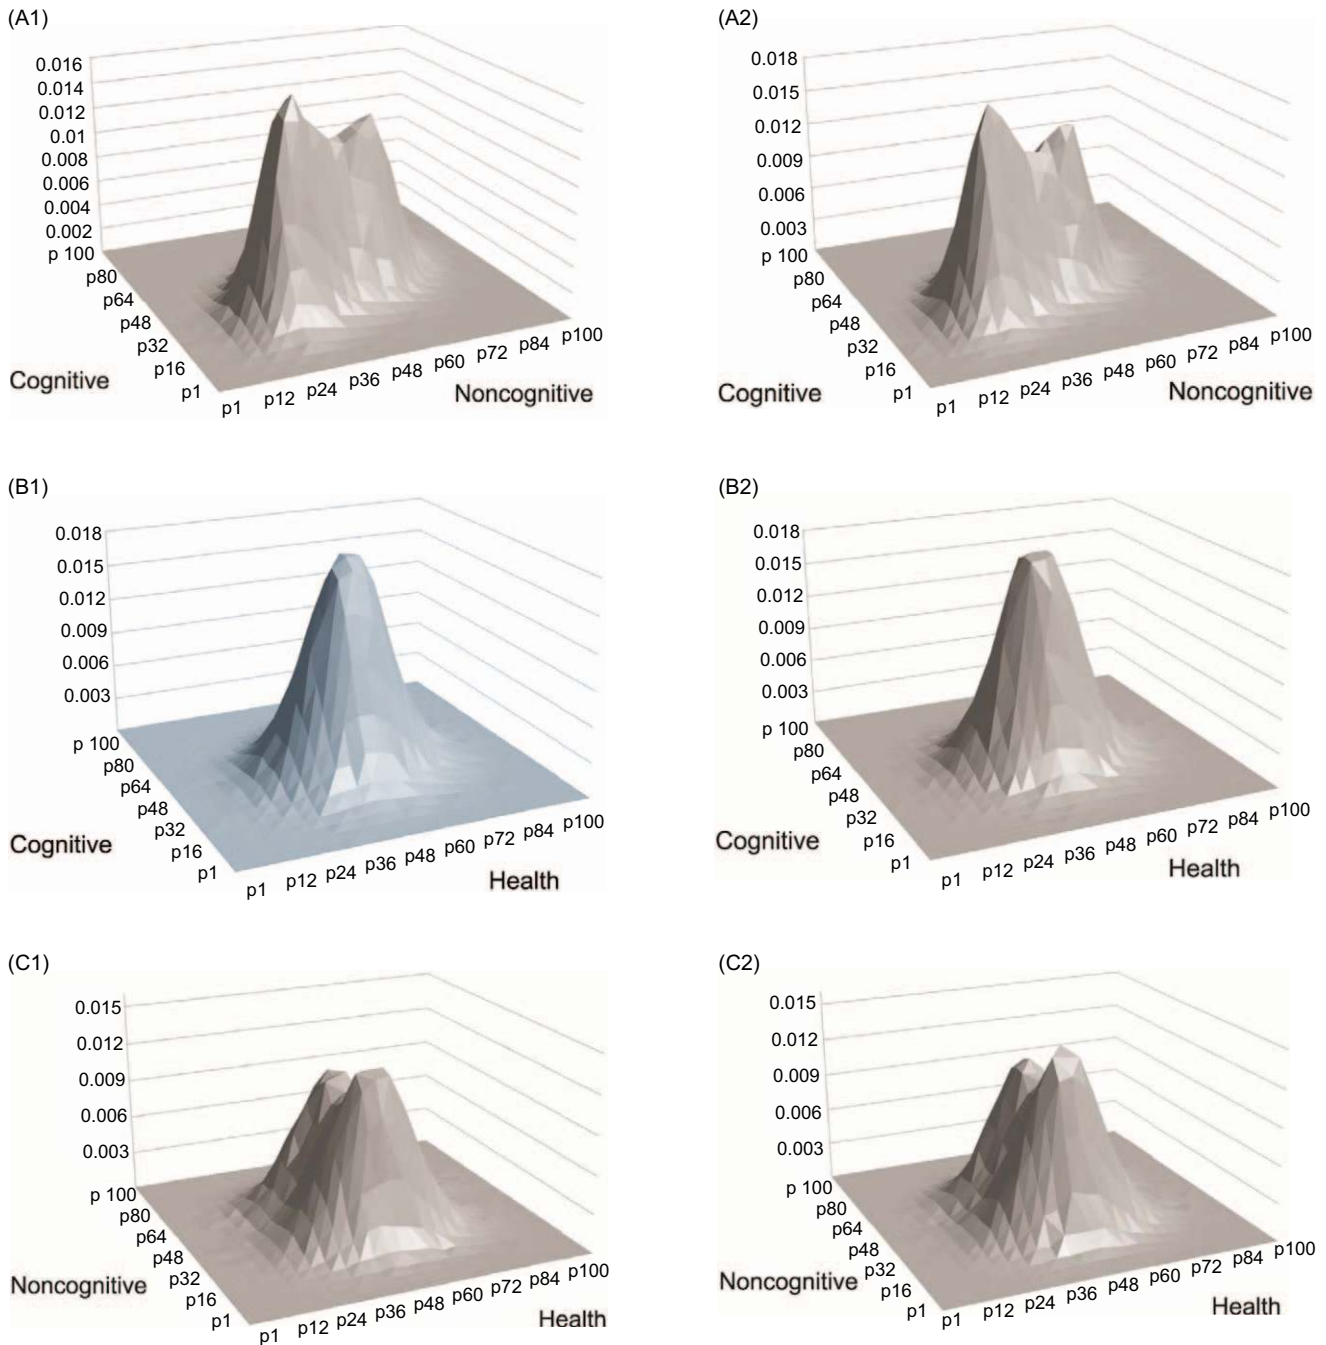 (A1)
0.016
0.014
0.012
0.01
0.008
0.006
0.004
0.002
p 100
p80
p64
p48
p32
p16
p1
Cognitive
p1 p12 p24 p36 p48 p60 p72 p84 p100
Noncognitive
(A2)
0.018
0.015
0.012
0.009
0.006
0.003
p 100
p80
p64
p48
p32
p16
p1
Cognitive
p1 p12 p24 p36 p48 p60 p72 p84 p100
Noncognitive
(B1)
0.018
0.015
0.012
0.009
0.006
0.003
p 100
p80
p64
p48
p32
p16
p1
Cognitive
p1 p12 p24 p36 p48 p60 p72 p84 p100
Health
(B2)
0.018
0.015
0.012
0.009
0.006
0.003
p 100
p80
p64
p48
p32
p16
p1
Cognitive
p1 p12 p24 p36 p48 p60 p72 p84 p100
Health
(C1)
0.015
0.012
0.009
0.006
0.003
p 100
p80
p64
p48
p32
p16
p1
Noncognitive
p1 p12 p24 p36 p48 p60 p72 p84 p100
Health
(C2)
0.015
0.012
0.009
0.006
0.003
p 100
p80
p64
p48
p32
p16
p1
Noncognitive
p1 p12 p24 p36 p48 p60 p72 p84 p100
Health